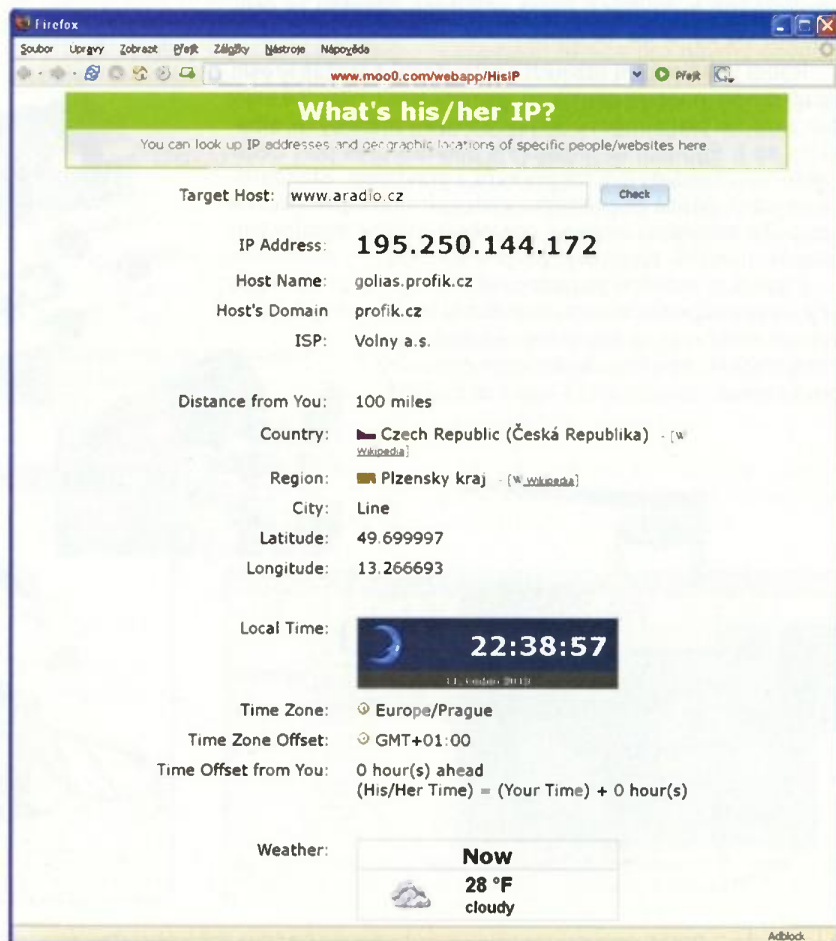 Firefox
Soubor Úpravy Zobrazit Přejít Záložky Nástroje Nápověda
www.moo0.com/webapp/HisIP Přejít
What's his/her IP?
You can look up IP addresses and geographic locations of specific people/websites here
Target Host: www.aradio.cz Check
IP Address: 195.250.144.172
Host Name: golias.profik.cz
Host's Domain profik.cz
ISP: Volny a.s.
Distance from You: 100 miles
Country: Czech Republic (Česká Republika) - [W
Wikipedia]
Region: Plzensky kraj - [W Wikipedia]
City: Line
Latitude: 49.699997
Longitude: 13.266693
Local Time: 22:38:57
Time Zone: Europe/Prague
Time Zone Offset: GMT+01:00
Time Offset from You: 0 hour(s) ahead
(His/Her Time) = (Your Time) + 0 hour(s)
Weather: Now
28 °F
cloudy
Adblock